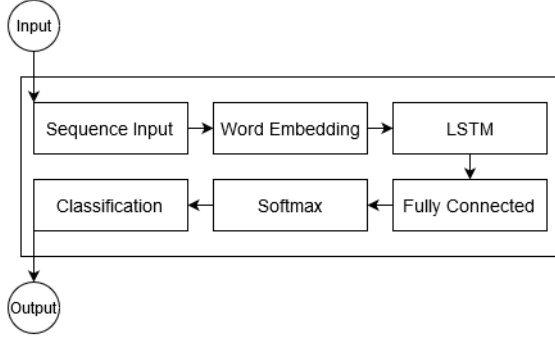 Input
Sequence Input
Word Embedding
LSTM
Classification
Softmax
Fully Connected
Output